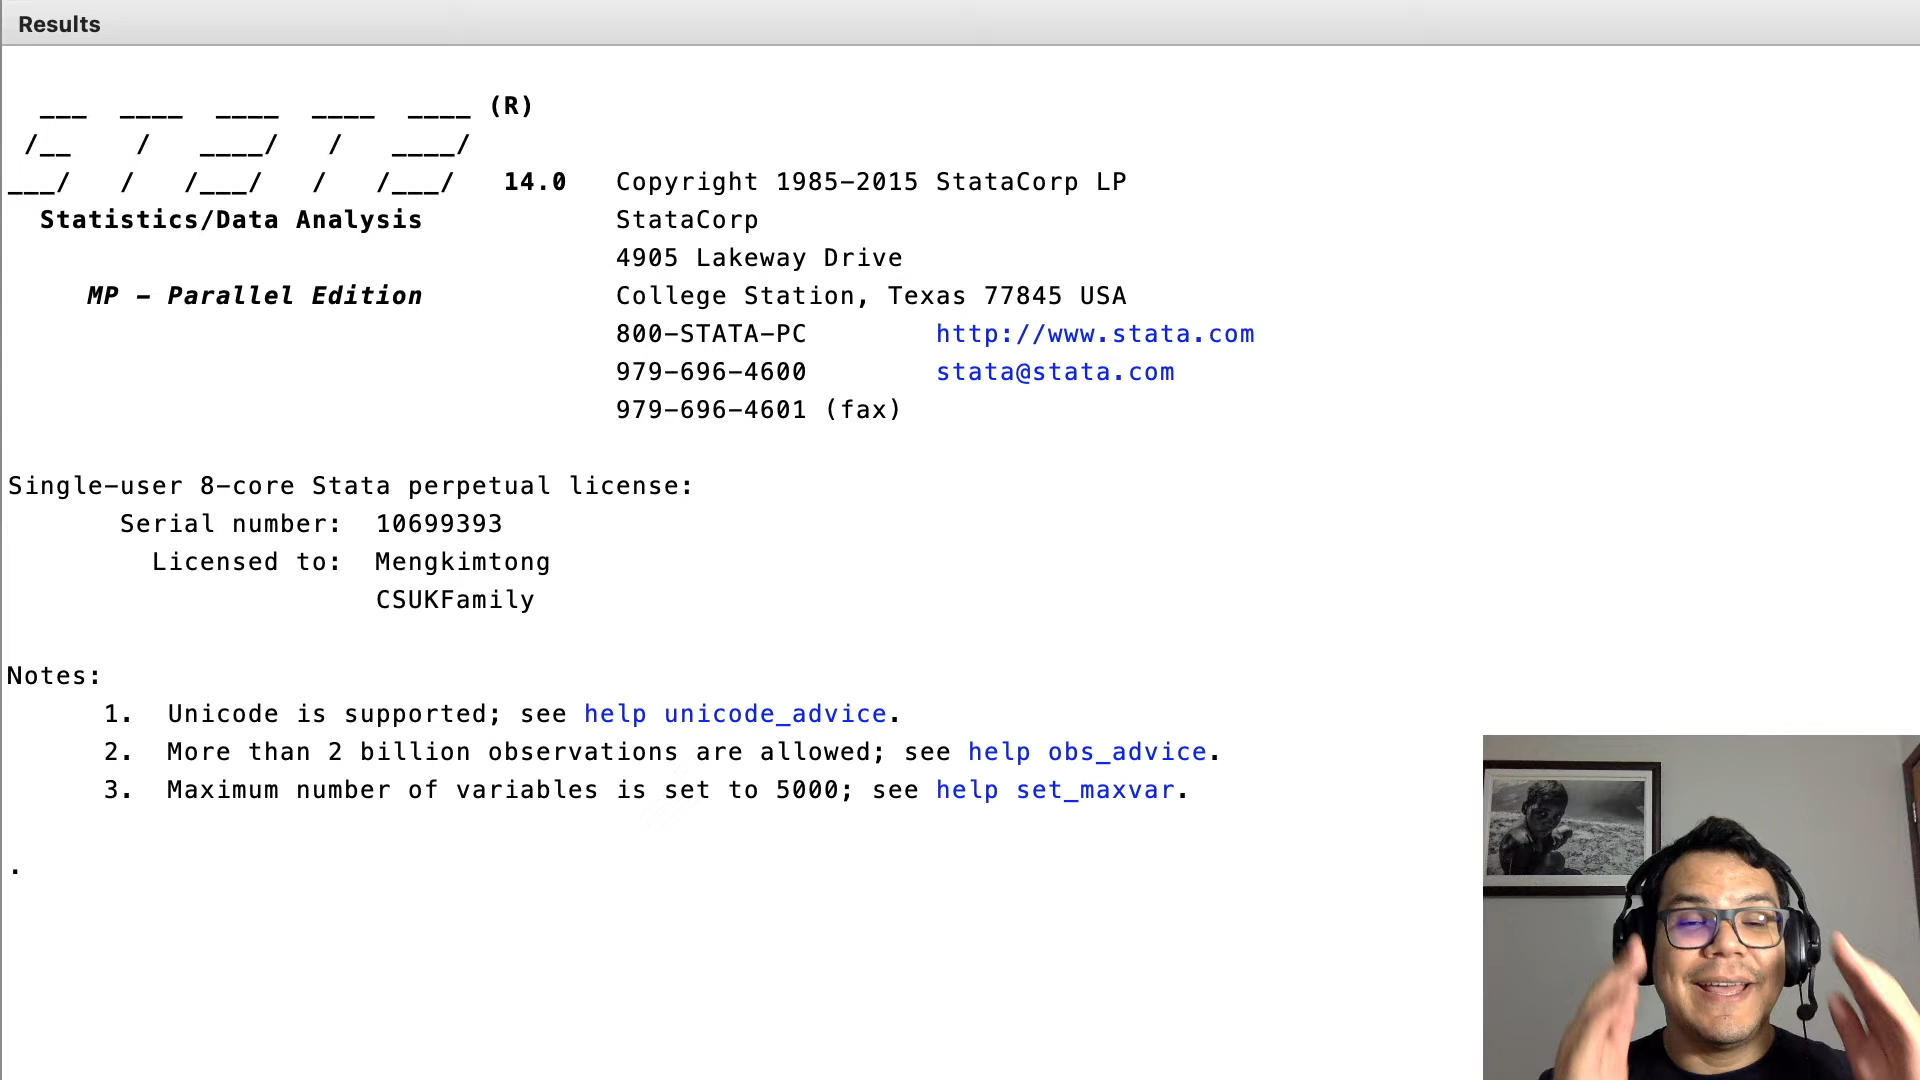 Results
(R)
14.0 Copyright 1985-2015 StataCorp LP
Statistics/Data Analysis StataCorp
4905 Lakeway Drive
MP - Parallel Edition College Station, Texas 77845 USA
800-STATA-PC http://www.stata.com
979-696-4600 stata@stata.com
979-696-4601 (fax)
Single-user 8-core Stata perpetual license:
Serial number: 10699393
Licensed to: Mengkimtong
CSUKFamily
Notes:
1. Unicode is supported; see help unicode_advice.
2. More than 2 billion observations are allowed; see help obs_advice.
3. Maximum number of variables is set to 5000; see help set_maxvar.
.